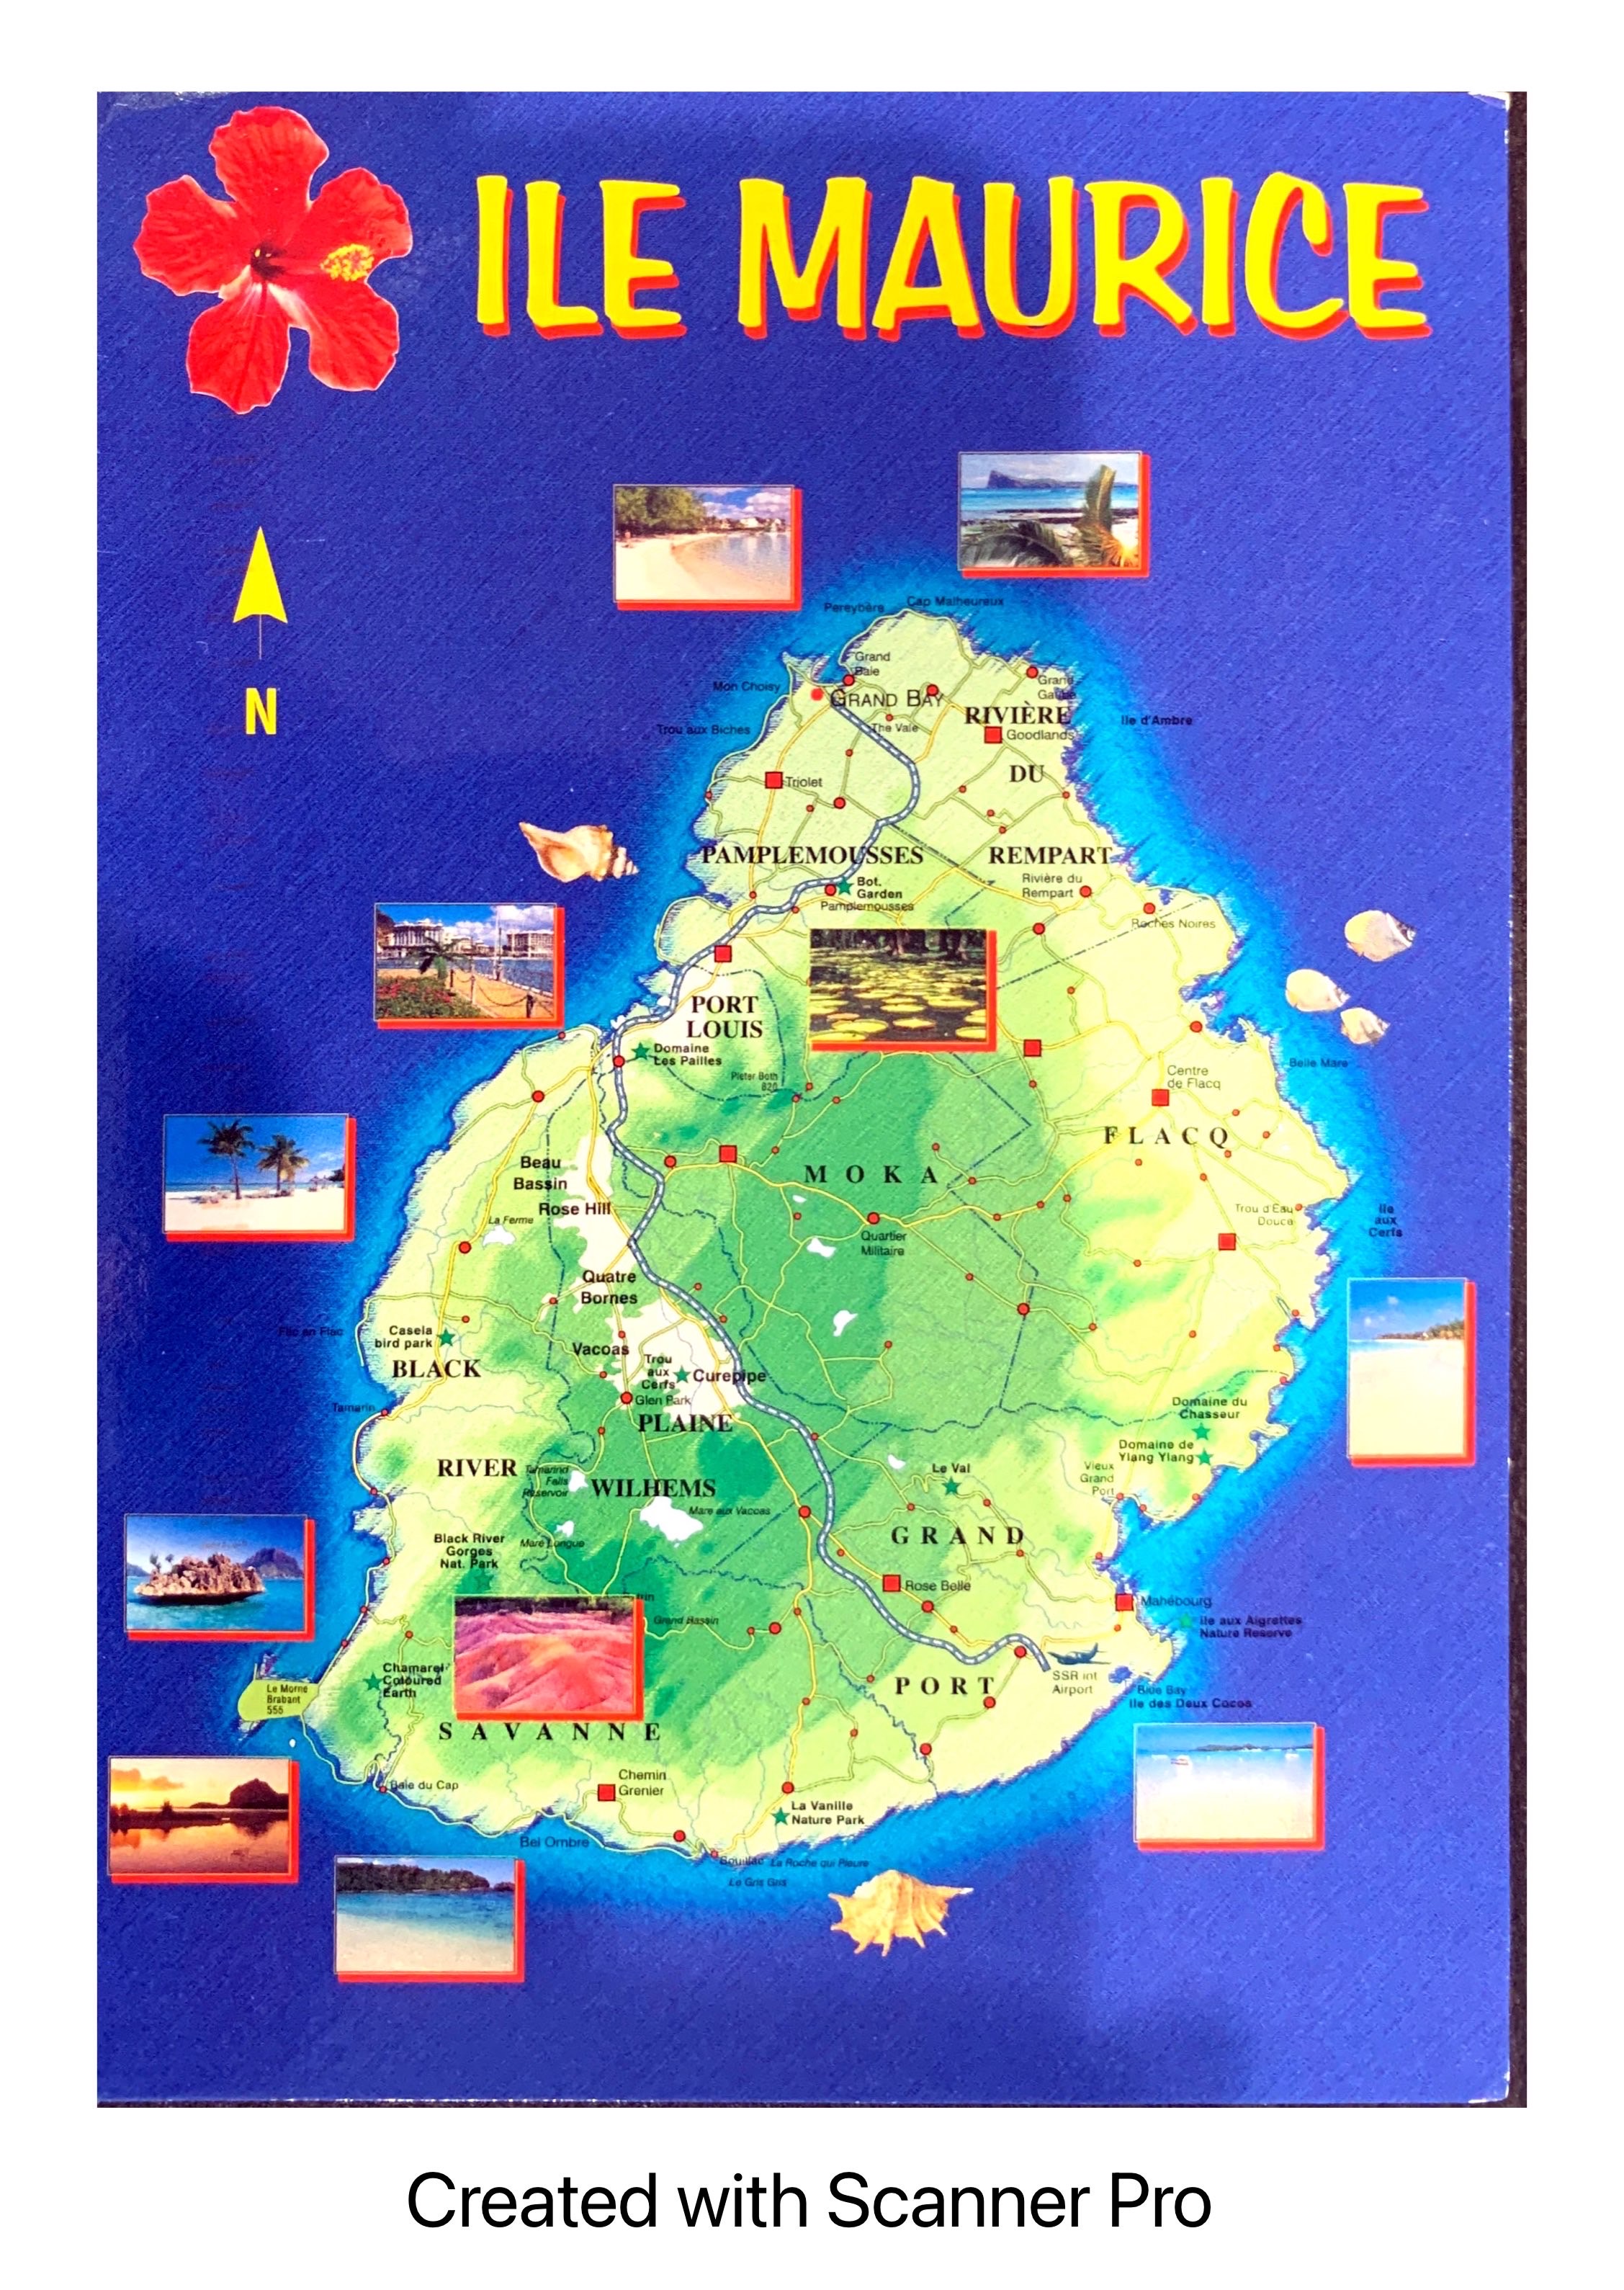 ILE MAURICE
N
Pereybère
Cap Malheureux
Grand
Baie
Mon Choisy
GRAND BAY
Grand
Gaube
RIVIÈRE
Ile d'Ambre
Trou aux Biches
The Vale
Goodlands
DU
Triolet
PAMPLEMOUSSES
REMPART
Bot.
Garden
Pamplemousses
Rivière du
Rempart
Roches Noires
PORT
LOUIS
Domaine
Les Pailles
Pieter Both
820
Belle Mare
Centre
de Flacq
FLACQ
Beau
Bassin
MOKA
Rose Hill
La Ferme
Trou d'Eau
Douce
Ile
aux
Cerfs
Quartier
Militaire
Quatre
Bornes
Flic en Flac
Casela
bird park
BLACK
Vacoas
Trou
aux
Cerfs
Curepipe
Glen Park
PLAINE
Tamarin
Domaine du
Chasseur
Domaine de
Ylang Ylang
RIVER
Tamarind
Falls
Reservoir
WILHEMS
Le Val
Vieux
Grand
Port
Mare aux Vacoas
Black River
Gorges
Nat. Park
Mare Longue
GRAND
Rose Belle
Mahébourg
Grand Bassin
Ile aux Aigrettes
Nature Reserve
Chamarel
Coloured
Earth
Le Morne
Brabant
556
PORT
SSR int
Airport
Blue Bay
Ile des Deux Cocos
SAVANNE
Baie du Cap
Chemin
Grenier
La Vanille
Nature Park
Bel Ombre
Souillac
La Roche qui Pleure
Le Gris Gris
Created with Scanner Pro